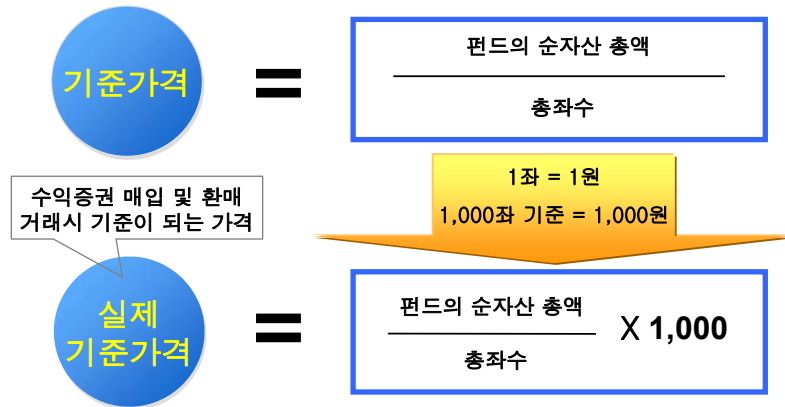 기준가격
=
펀드의 순자산 총액
총좌수
1좌 = 1원
1,000좌 기준 = 1,000원
수익증권 매입 및 환매
거래시 기준이 되는 가격
실제
기준가격
=
펀드의 순자산 총액
총좌수
X 1,000